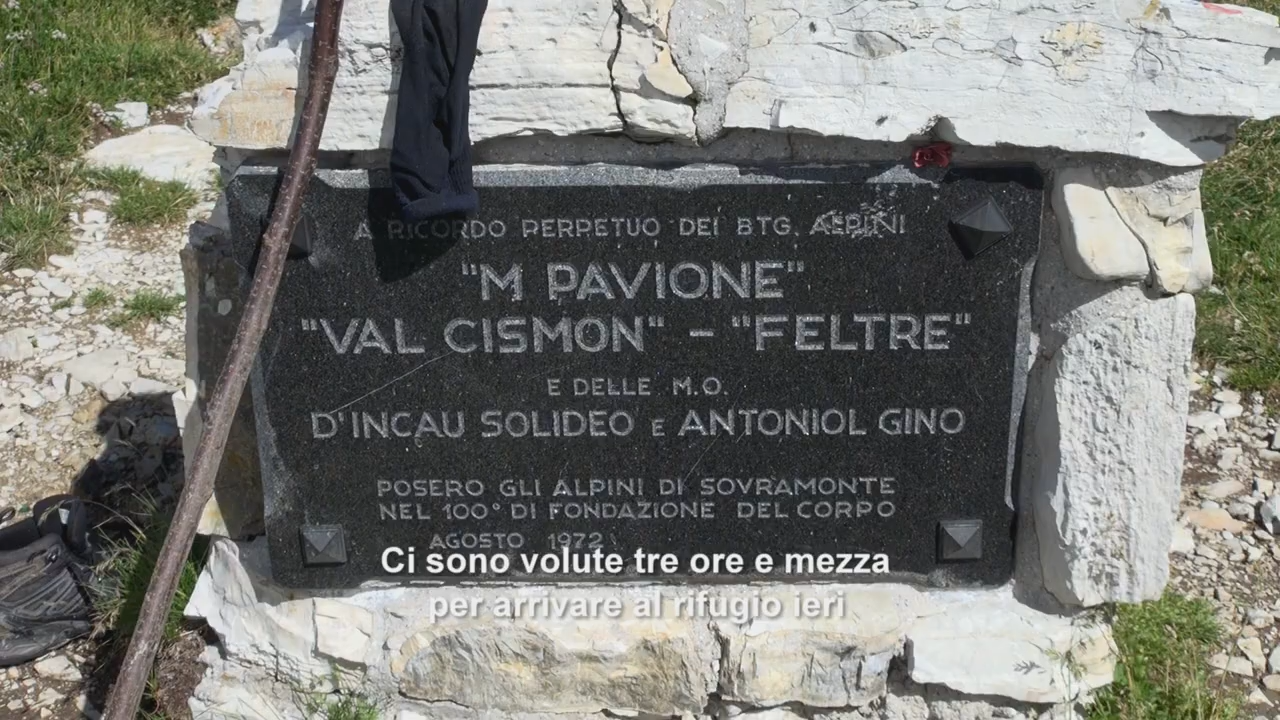 A RICORDO PERPETUO DEI BTG. ALPINI
"M PAVIONE"
"VAL CISMON" - "FELTRE"
E DELLE M.O.
D'INCAU SOLIDEO E ANTONIOL GINO
POSERO GLI ALPINI DI SOVRAMONTE
NEL 100° DI FONDAZIONE DEL CORPO
AGOSTO 1972
Ci sono volute tre ore e mezza
per arrivare al rifugio ieri